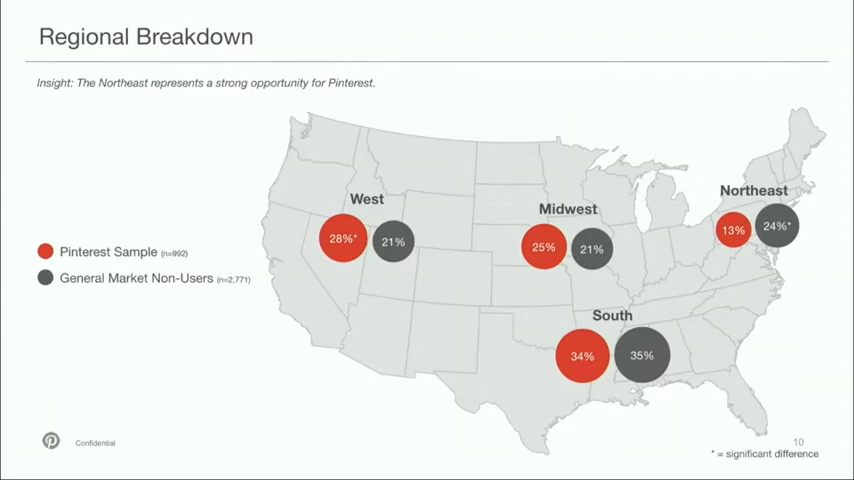 Regional Breakdown
Insight: The Northeast represents a strong opportunity for Pinterest.
West
28%*
21%
Midwest
25%
21%
Northeast
13%
24%*
South
34%
35%
Pinterest Sample (n=992)
General Market Non-Users (n=2,771)
Confidential
10
* = significant difference